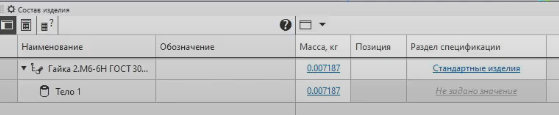 Состав изделия
?
?
Наименование Обозначение Масса, кг Позиция Раздел спецификации
Гайка 2.М6-6Н ГОСТ 30... 0.007187 Стандартные изделия
Тело 1 0.007187 Не задано значение